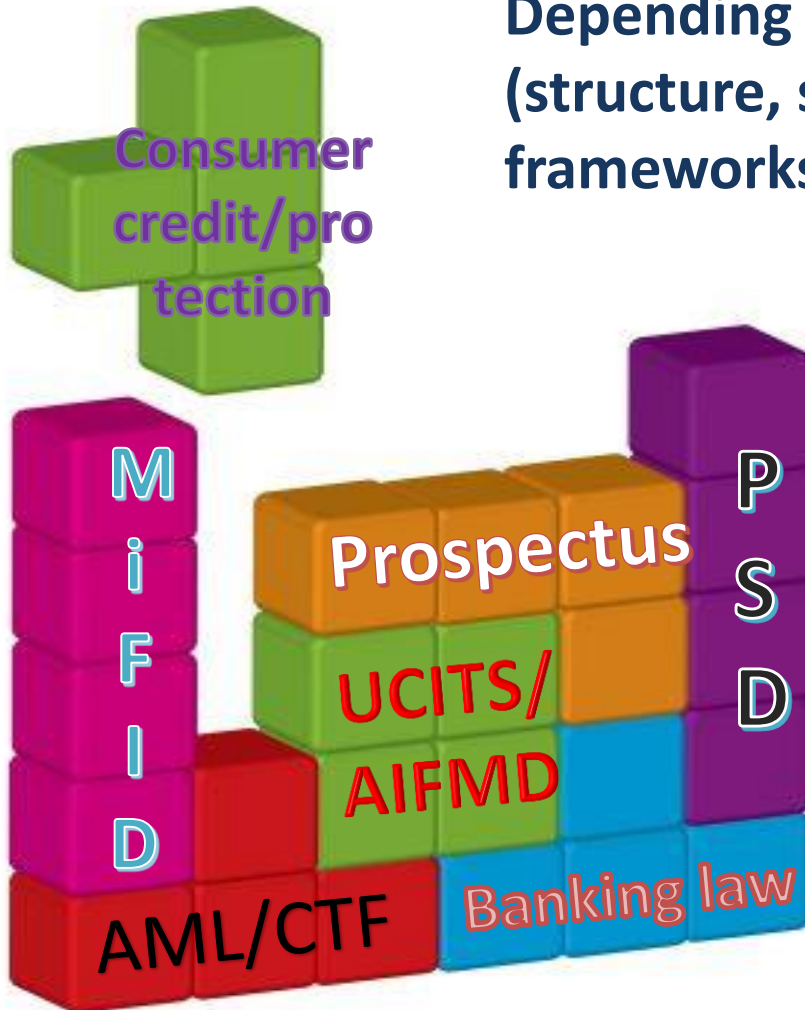 Depending
(structure, s
frameworks
Consumer
credit/pro
tection
M
i
F
I
D
Prospectus
P
S
D
UCITS/
AIFMD
AML/CTF
Banking law